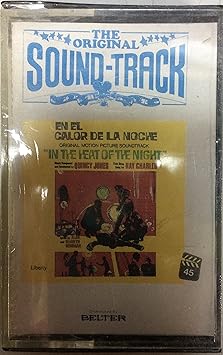 THE
ORIGINAL
SOUND-TRACK
EN EL
CALOR DE LA NOCHE
ORIGINAL MOTION PICTURE SOUNDTRACK
"IN THE HEAT OF THE NIGHT"
QUINCY JONES
RAY CHARLES
Liberty
45
BELTER